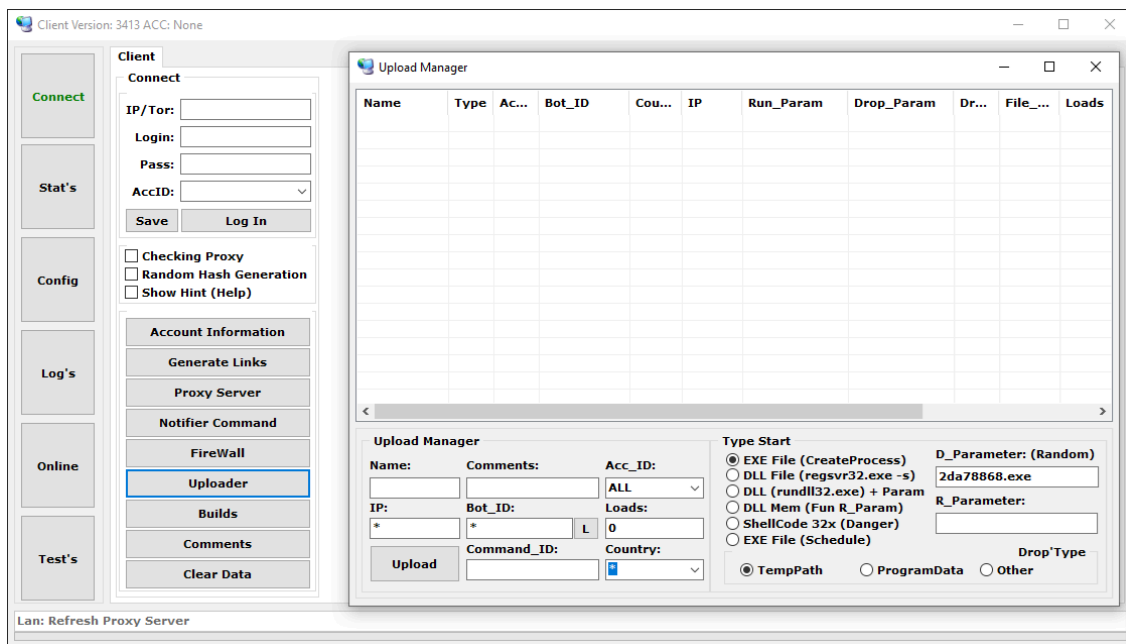 Client Version: 3413 ACC: None
Client
Connect
Stat's
Config
Log's
Online
Test's
Connect
IP/Tor:
Login:
Pass:
AccID:
Save Log In
Checking Proxy
Random Hash Generation
Show Hint (Help)
Account Information
Generate Links
Proxy Server
Notifier Command
FireWall
Uploader
Builds
Comments
Clear Data
Upload Manager
Name Type Ac... Bot_ID Cou... IP Run_Param Drop_Param Dr... File_... Loads
Upload Manager
Name: Comments: Acc_ID:
ALL
IP: Bot_ID: Loads:
* * L 0
Command_ID: Country:
Upload *
Type Start
EXE File (CreateProcess)
DLL File (regsvr32.exe -s)
DLL (rundll32.exe) + Param
DLL Mem (Fun R_Param)
ShellCode 32x (Danger)
EXE File (Schedule)
D_Parameter: (Random)
2da78868.exe
R_Parameter:
Drop'Type
TempPath ProgramData Other
Lan: Refresh Proxy Server